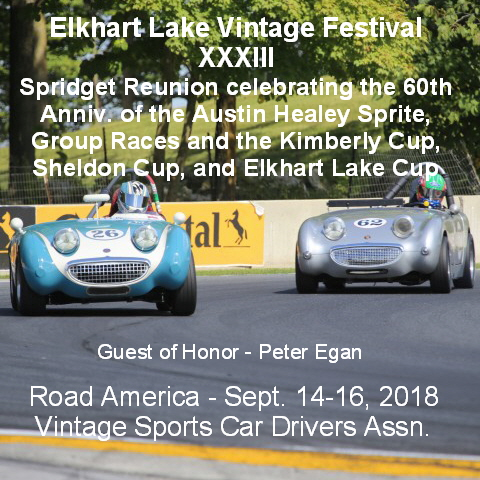 Elkhart Lake Vintage Festival
XXXIII
Spridget Reunion celebrating the 60th
Anniv. of the Austin Healey Sprite,
Group Races and the Kimberly Cup,
Sheldon Cup, and Elkhart Lake Cup
26
tal
62
Guest of Honor - Peter Egan
Road America - Sept. 14-16, 2018
Vintage Sports Car Drivers Assn.